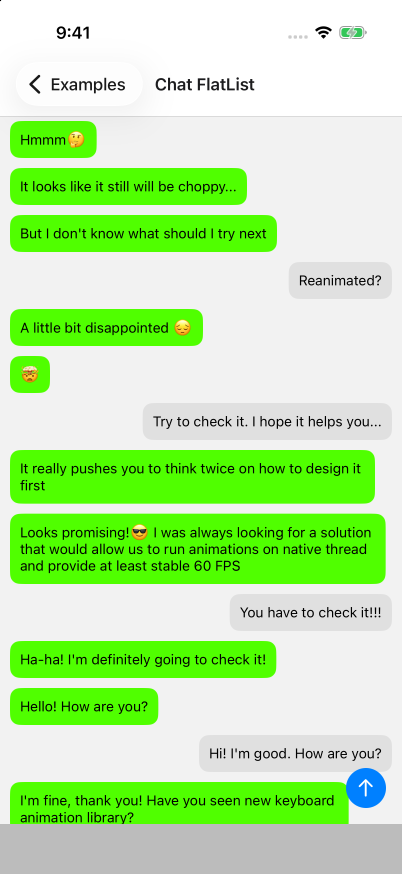 9:41
Examples
Chat FlatList
Hmmm🤔
It looks like it still will be choppy...
But I don't know what should I try next
Reanimated?
A little bit disappointed 😔
🤯
Try to check it. I hope it helps you...
It really pushes you to think twice on how to design it
first
Looks promising!😎 I was always looking for a solution
that would allow us to run animations on native thread
and provide at least stable 60 FPS
You have to check it!!!
Ha-ha! I'm definitely going to check it!
Hello! How are you?
Hi! I'm good. How are you?
I'm fine, thank you! Have you seen new keyboard
animation library?